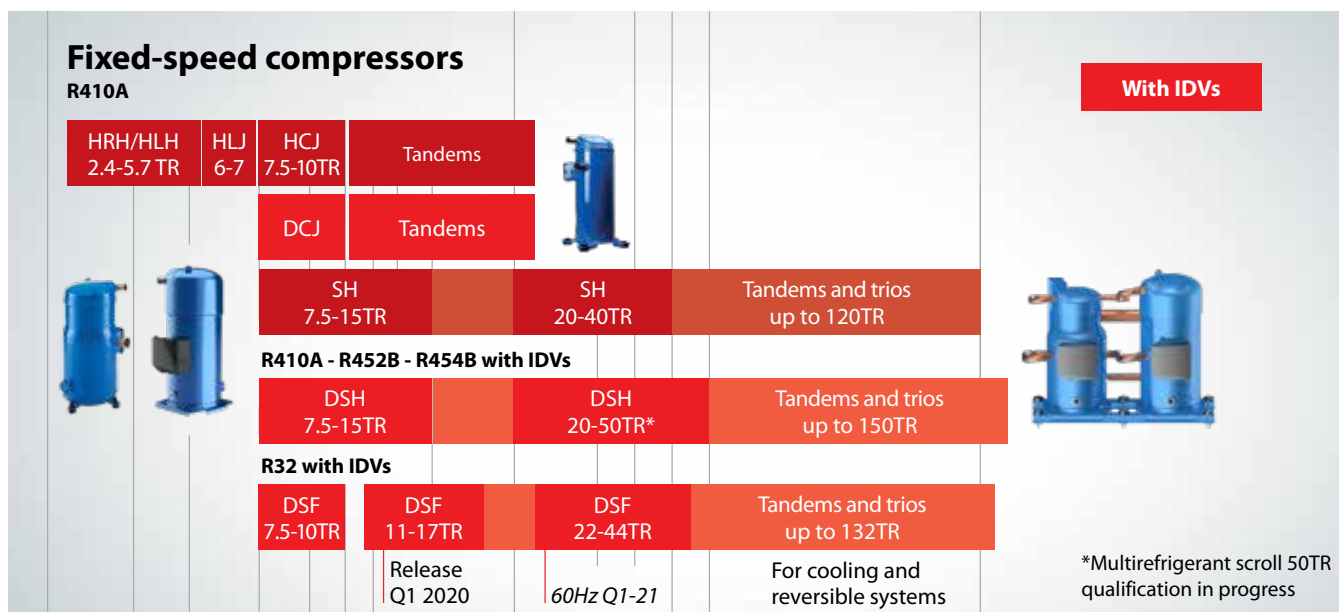 Fixed-speed compressors
R410A
With IDVs
HRH/HLH
2.4-5.7 TR
HLJ
6-7
HCJ
7.5-10TR
Tandems
DCJ
Tandems
SH
7.5-15TR
SH
20-40TR
Tandems and trios
up to 120TR
R410A - R452B - R454B with IDVs
DSH
7.5-15TR
DSH
20-50TR*
Tandems and trios
up to 150TR
R32 with IDVs
DSF
7.5-10TR
DSF
11-17TR
DSF
22-44TR
Tandems and trios
up to 132TR
Release
Q1 2020
60Hz Q1-21
For cooling and
reversible systems
*Multirefrigerant scroll 50TR
qualification in progress